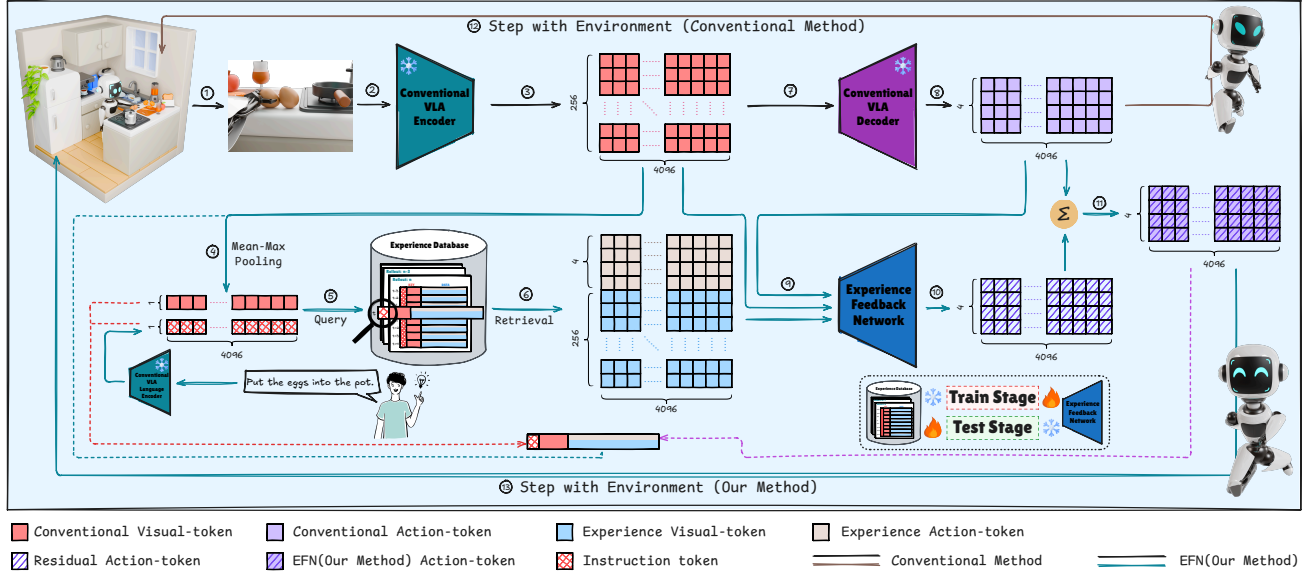 ⑫ Step with Environment (Conventional Method)
①
②
Conventional
VLA
Encoder
③
256
4096
⑦
Conventional
VLA
Decoder
⑧
4
4096
Σ
⑪
4
4096
④ Mean-Max
Pooling
1
1
4096
⑤
Query
Experience Database
⑥
Retrieval
4
256
4096
⑨
Experience
Feedback
Network
⑩
4
4096
Conventional
VLA
Language
Encoder
Put the eggs into the pot.
Experience Database
Train Stage
Test Stage
Experience
Feedback
Network
⑬ Step with Environment (Our Method)
Conventional Visual-token
Conventional Action-token
Experience Visual-token
Experience Action-token
Residual Action-token
EFN(Our Method) Action-token
Instruction token
Conventional Method
EFN(Our Method)